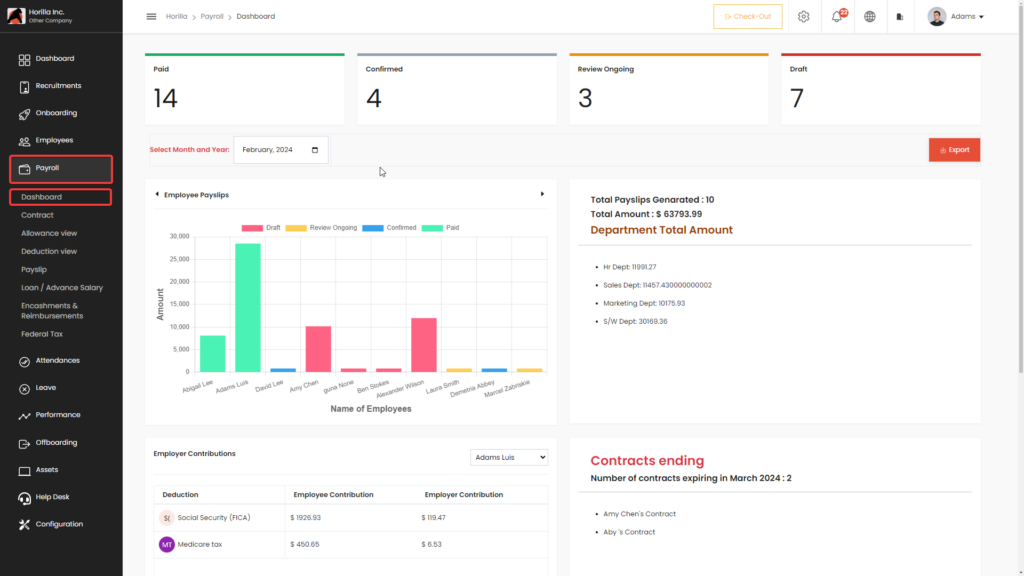 Horilla Inc.
Other Company
Horilla > Payroll > Dashboard
Check-Out
22
Adams
Dashboard
Recruitments
Onboarding
Employees
Payroll
Dashboard
Contract
Allowance view
Deduction view
Payslip
Loan / Advance Salary
Encashments &
Reimbursements
Federal Tax
Attendances
Leave
Performance
Offboarding
Assets
Help Desk
Configuration
Paid
14
Confirmed
4
Review Ongoing
3
Draft
7
Select Month and Year:
February, 2024
Export
Employee Payslips
Draft Review Ongoing Confirmed Paid
30,000
25,000
20,000
15,000
10,000
5,000
0
Amount
Abigail Lee
Adams Luis
David Lee
Amy Chen
guna None
Ben Stokes
Alexander Wilson
Laura Smith
Demetria Abbey
Marcel Zabriskie
Name of Employees
Total Payslips Genarated : 10
Total Amount : $ 63793.99
Department Total Amount
Hr Dept: 11991.27
Sales Dept: 11457.430000000002
Marketing Dept: 10175.93
S/W Dept: 30169.36
Employer Contributions
Adams Luis
Deduction Employee Contribution Employer Contribution
S( Social Security (FICA) $ 1926.93 $ 119.47
MT Medicare tax $ 450.65 $ 6.53
Contracts ending
Number of contracts expiring in March 2024 : 2
Amy Chen's Contract
Aby 's Contract